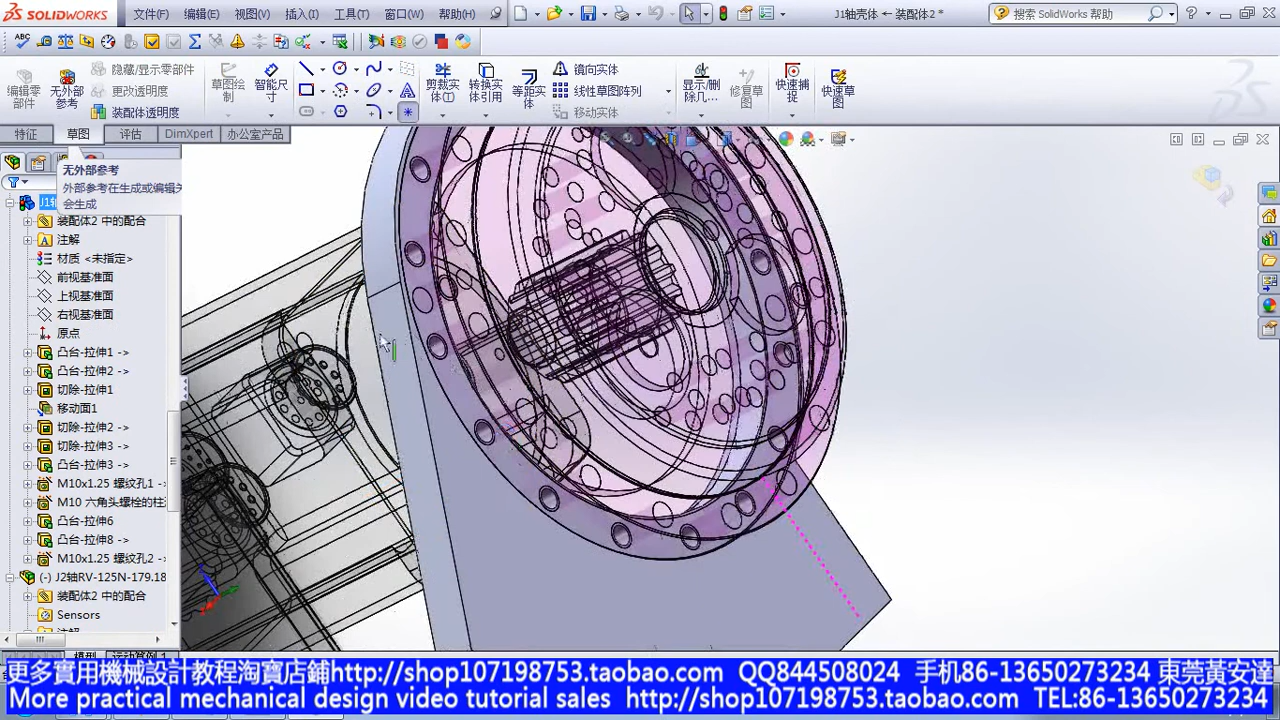 SOLIDWORKS
文件(F)
编辑(E)
视图(V)
插入(I)
工具(T)
窗口(W)
帮助(H)
J1轴壳体 ← 装配体2 *
搜索 SolidWorks 帮助
编辑零部件
无外部参考
隐藏/显示零部件
更改透明度
装配体透明度
草图绘制
智能尺寸
剪裁实体(T)
转换实体引用
等距实体
镜向实体
线性草图阵列
移动实体
显示/删除几...
修复草图
快速捕捉
快速草图
特征
草图
评估
DimXpert
办公室产品
无外部参考
外部参考在生成或编辑关
会生成
装配体2 中的配合
注解
材质 <未指定>
前视基准面
上视基准面
右视基准面
原点
凸台-拉伸1 ->
凸台-拉伸2 ->
切除-拉伸1
移动面1
切除-拉伸2 ->
切除-拉伸3 ->
凸台-拉伸3 ->
M10x1.25 螺纹孔1 ->
M10 六角头螺栓的柱
凸台-拉伸6
凸台-拉伸8 ->
M10x1.25 螺纹孔2 ->
(-) J2轴RV-125N-179.18
装配体2 中的配合
Sensors
模型
运动算例 1
更多實用機械設計教程淘寶店鋪http://shop107198753.taobao.com QQ844508024 手机86-13650273234 東莞黃安達
More practical mechanical design video tutorial sales http://shop107198753.taobao.com TEL:86-13650273234